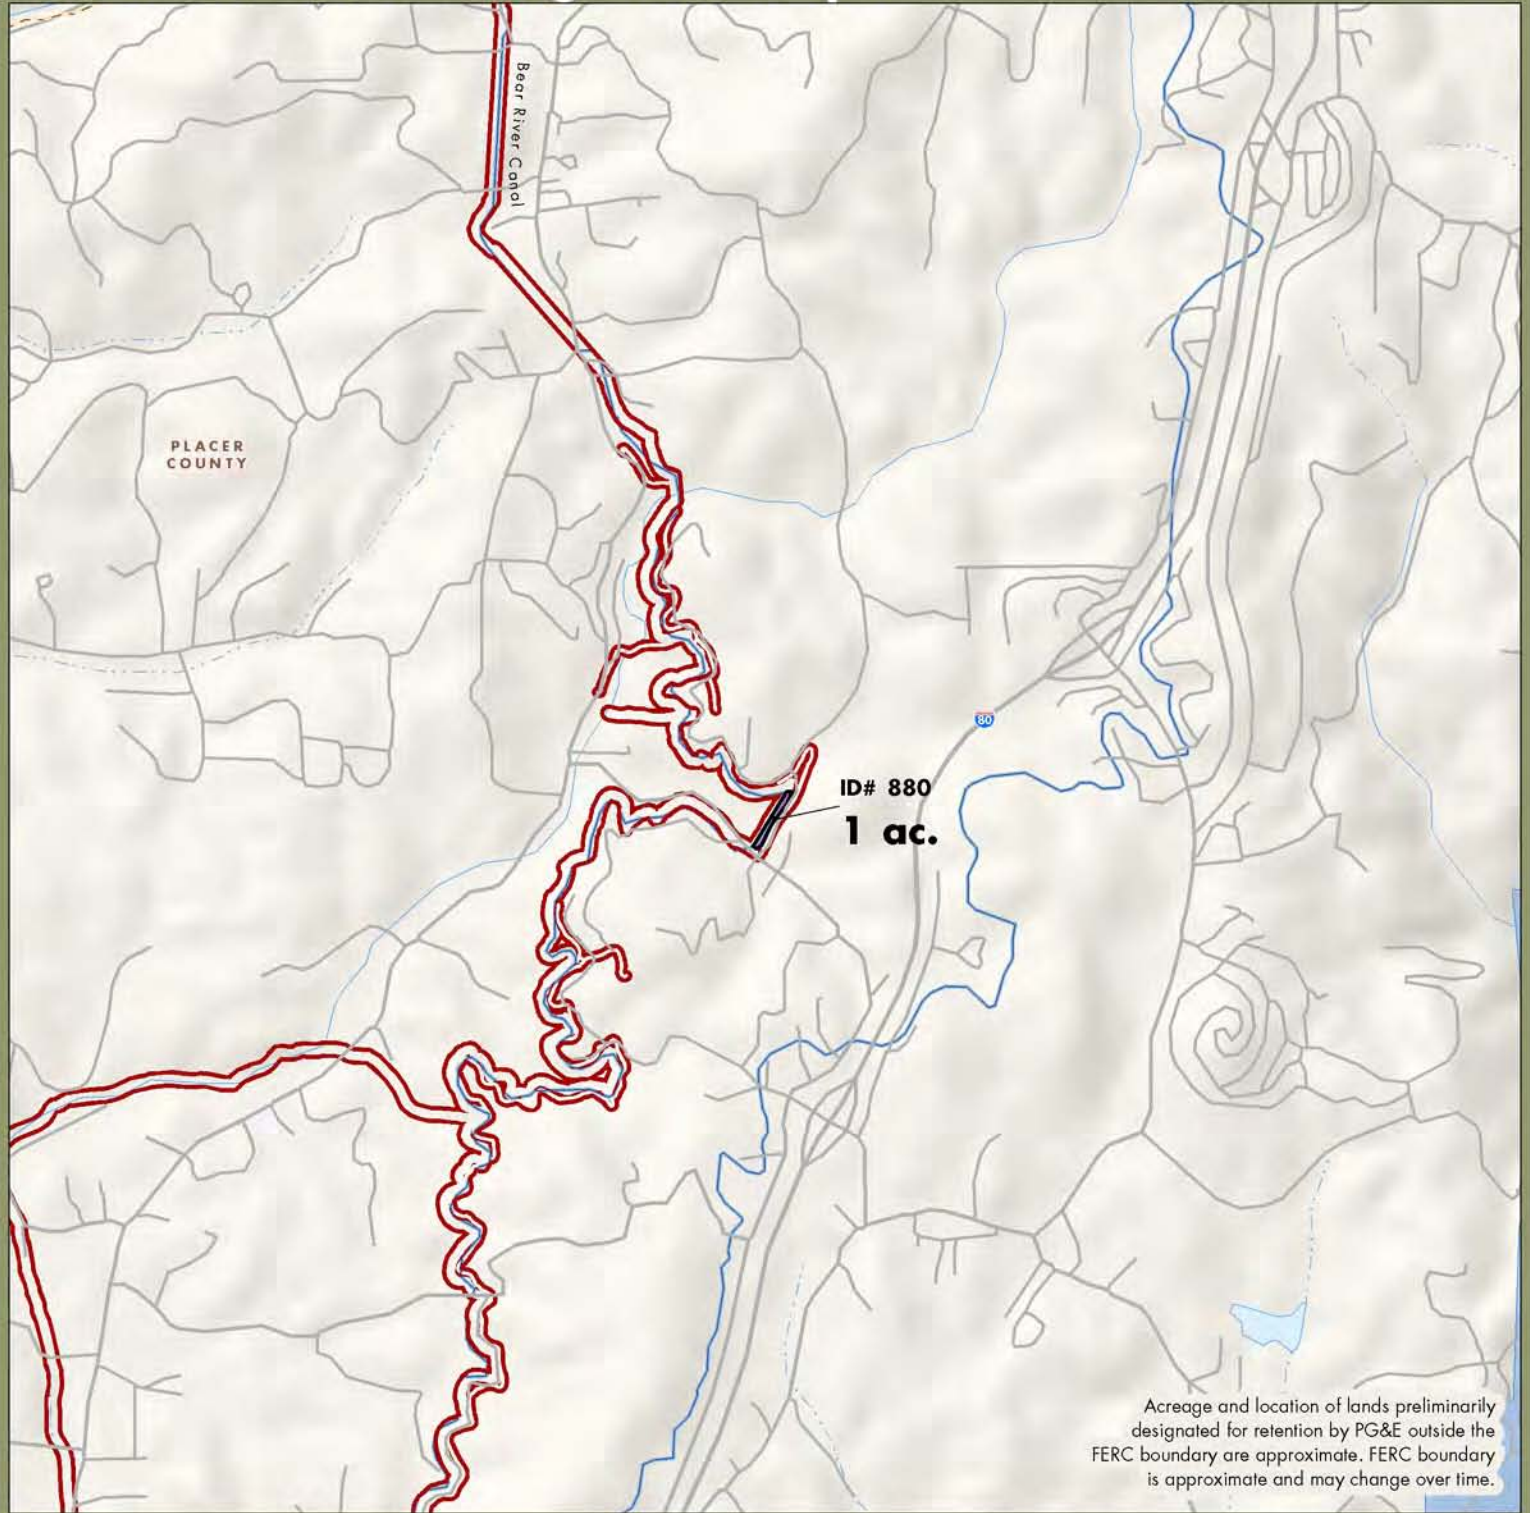 Bear River Canal
PLACER
COUNTY
80
ID# 880
1 ac.
Acreage and location of lands preliminarily
designated for retention by PG&E outside the
FERC boundary are approximate. FERC boundary
is approximate and may change over time.